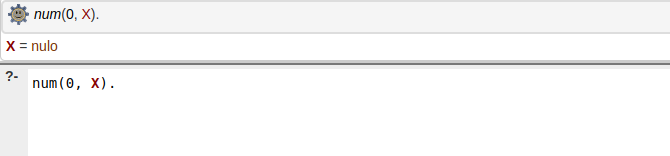 num(0, X).
X = nulo
?- num(0, X).